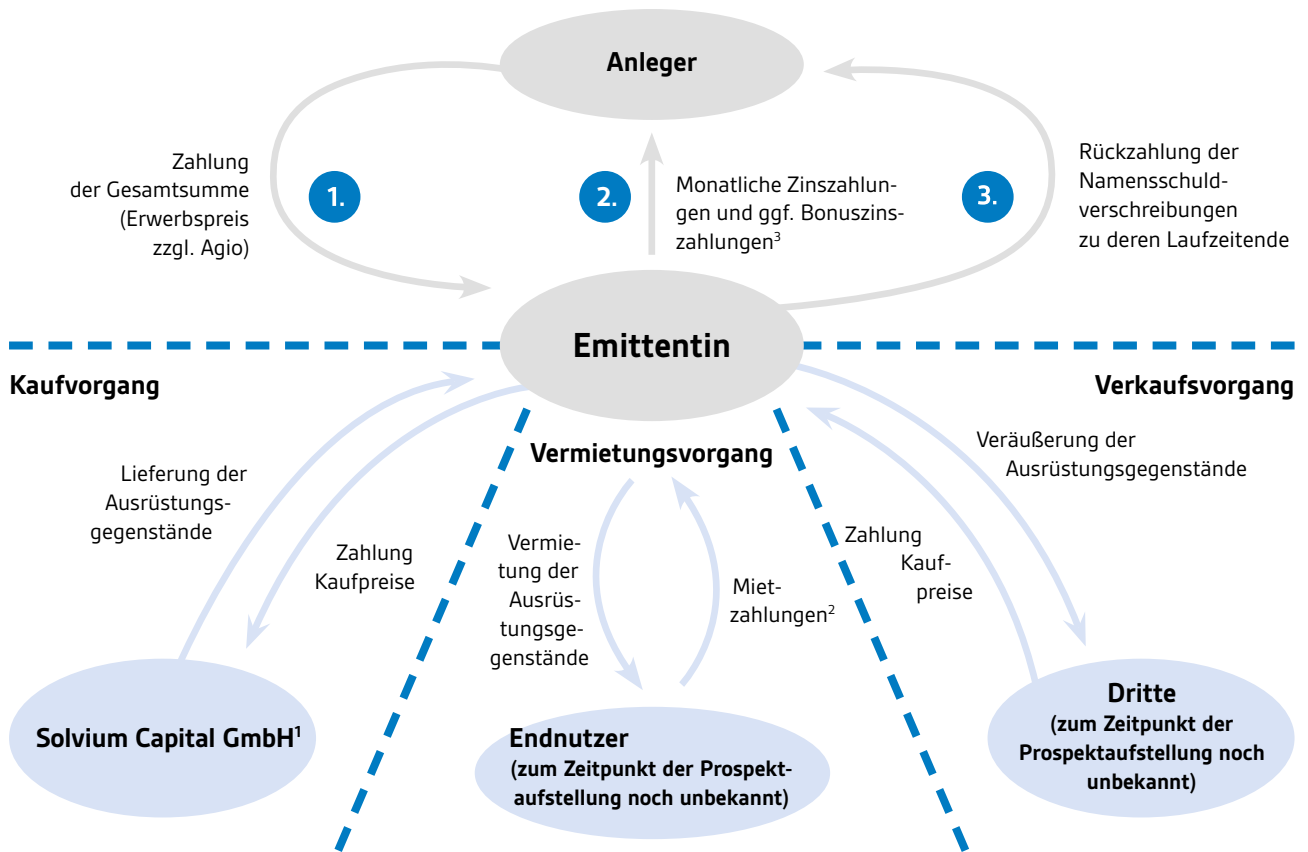 Anleger
Zahlung
der Gesamtsumme
(Erwerbspreis
zzgl. Agio)
1.
2.
Monatliche Zinszahlun-
gen und ggf. Bonuszins-
zahlungen³
3.
Rückzahlung der
Namensschuld-
verschreibungen
zu deren Laufzeitende
Emittentin
Kaufvorgang
Verkaufsvorgang
Lieferung der
Ausrüstungs-
gegenstände
Zahlung
Kaufpreise
Vermietungsvorgang
Vermie-
tung der
Ausrüs-
tungsge-
genstände
Miet-
zahlungen²
Zahlung
Kauf-
preise
Veräußerung der
Ausrüstungsgegenstände
Solvium Capital GmbH¹
Endnutzer
(zum Zeitpunkt der Prospekt-
aufstellung noch unbekannt)
Dritte
(zum Zeitpunkt der
Prospektaufstellung noch
unbekannt)